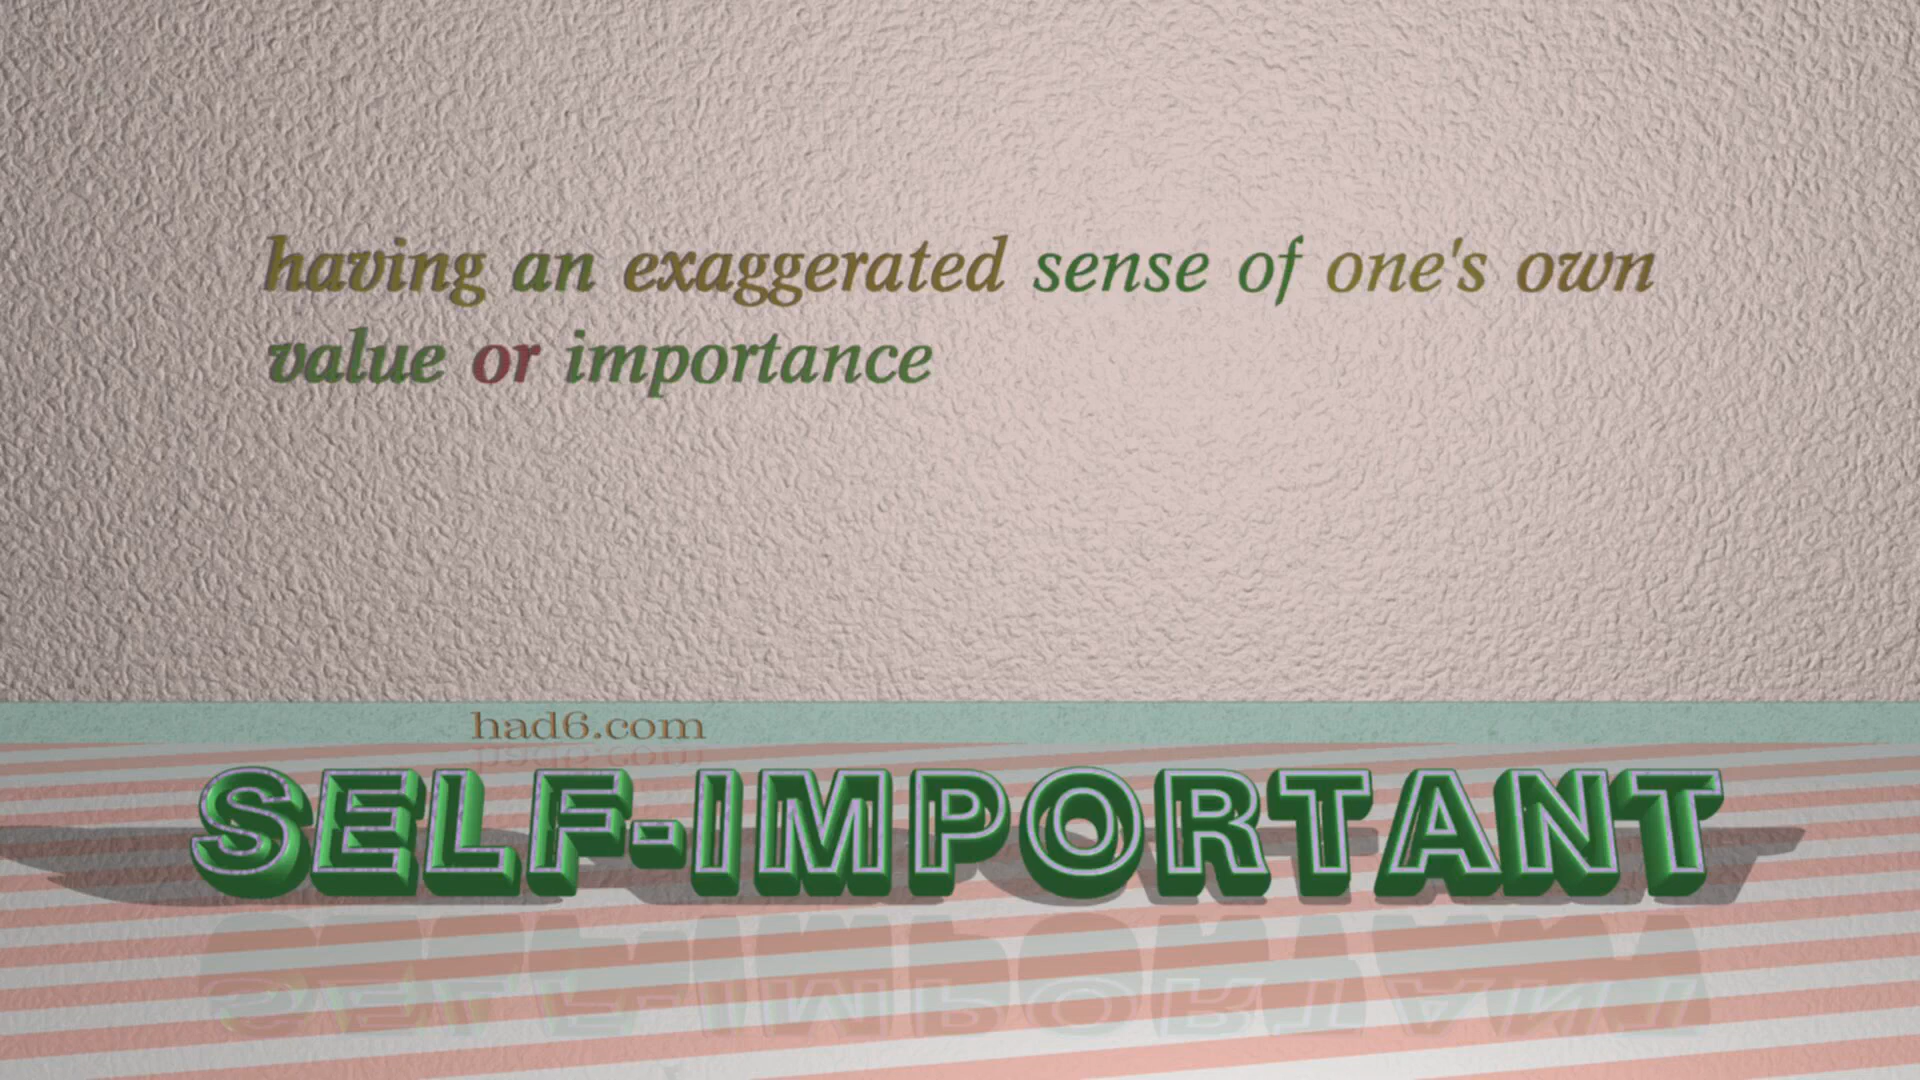 having an exaggerated sense of one's own
value or importance
had6.com
SELF-IMPORTANT